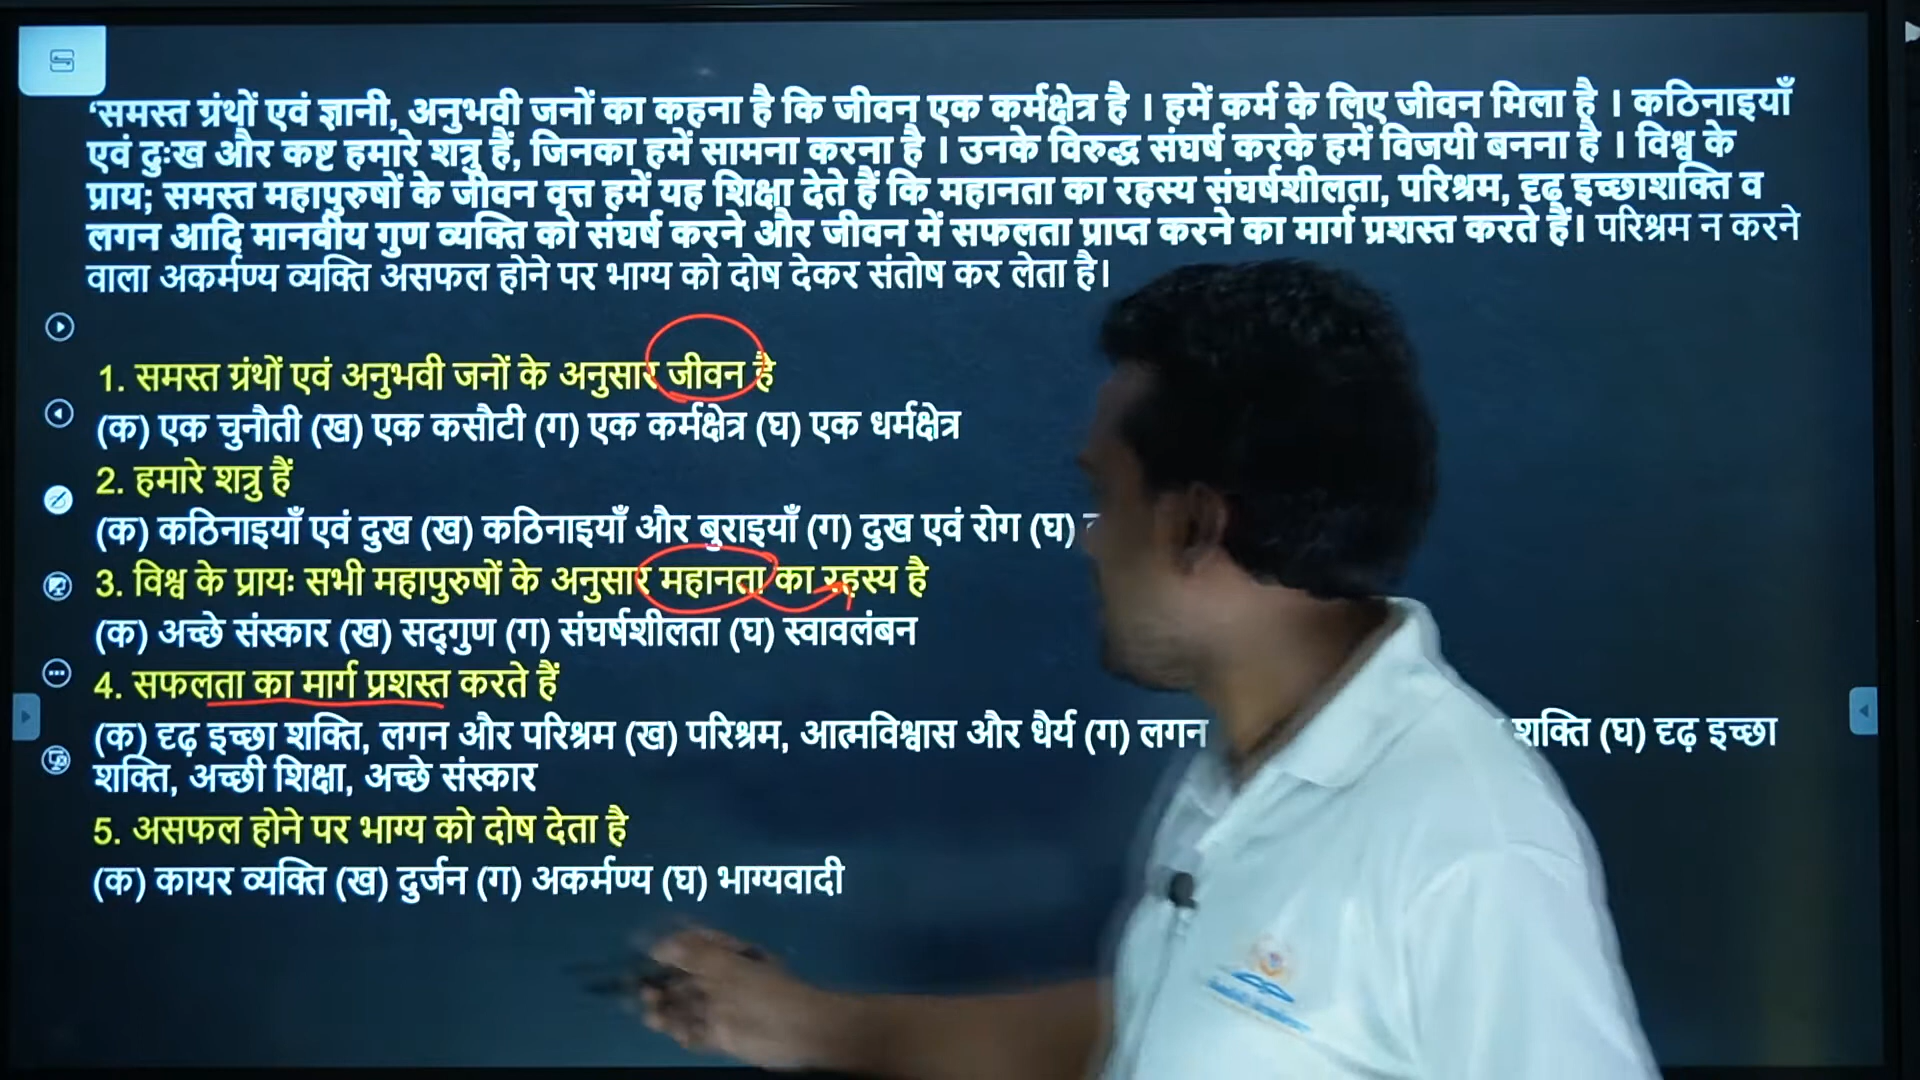 ‘समस्त ग्रंथों एवं ज्ञानी, अनुभवी जनों का कहना है कि जीवन एक कर्मक्षेत्र है । हमें कर्म के लिए जीवन मिला है । कठिनाइयाँ
एवं दुःख और कष्ट हमारे शत्रु हैं, जिनका हमें सामना करना है । उनके विरुद्ध संघर्ष करके हमें विजयी बनना है । विश्व के
प्राय; समस्त महापुरुषों के जीवन वृत्त हमें यह शिक्षा देते हैं कि महानता का रहस्य संघर्षशीलता, परिश्रम, दृढ़ इच्छाशक्ति व
लगन आदि मानवीय गुण व्यक्ति को संघर्ष करने और जीवन में सफलता प्राप्त करने का मार्ग प्रशस्त करते हैं। परिश्रम न करने
वाला अकर्मण्य व्यक्ति असफल होने पर भाग्य को दोष देकर संतोष कर लेता है।
1. समस्त ग्रंथों एवं अनुभवी जनों के अनुसार जीवन है
(क) एक चुनौती (ख) एक कसौटी (ग) एक कर्मक्षेत्र (घ) एक धर्मक्षेत्र
2. हमारे शत्रु हैं
(क) कठिनाइयाँ एवं दुख (ख) कठिनाइयाँ और बुराइयाँ (ग) दुख एवं रोग (घ)
3. विश्व के प्रायः सभी महापुरुषों के अनुसार महानता का रहस्य है
(क) अच्छे संस्कार (ख) सद्गुण (ग) संघर्षशीलता (घ) स्वावलंबन
4. सफलता का मार्ग प्रशस्त करते हैं
(क) दृढ़ इच्छा शक्ति, लगन और परिश्रम (ख) परिश्रम, आत्मविश्वास और धैर्य (ग) लगन शक्ति (घ) दृढ़ इच्छा
शक्ति, अच्छी शिक्षा, अच्छे संस्कार
5. असफल होने पर भाग्य को दोष देता है
(क) कायर व्यक्ति (ख) दुर्जन (ग) अकर्मण्य (घ) भाग्यवादी